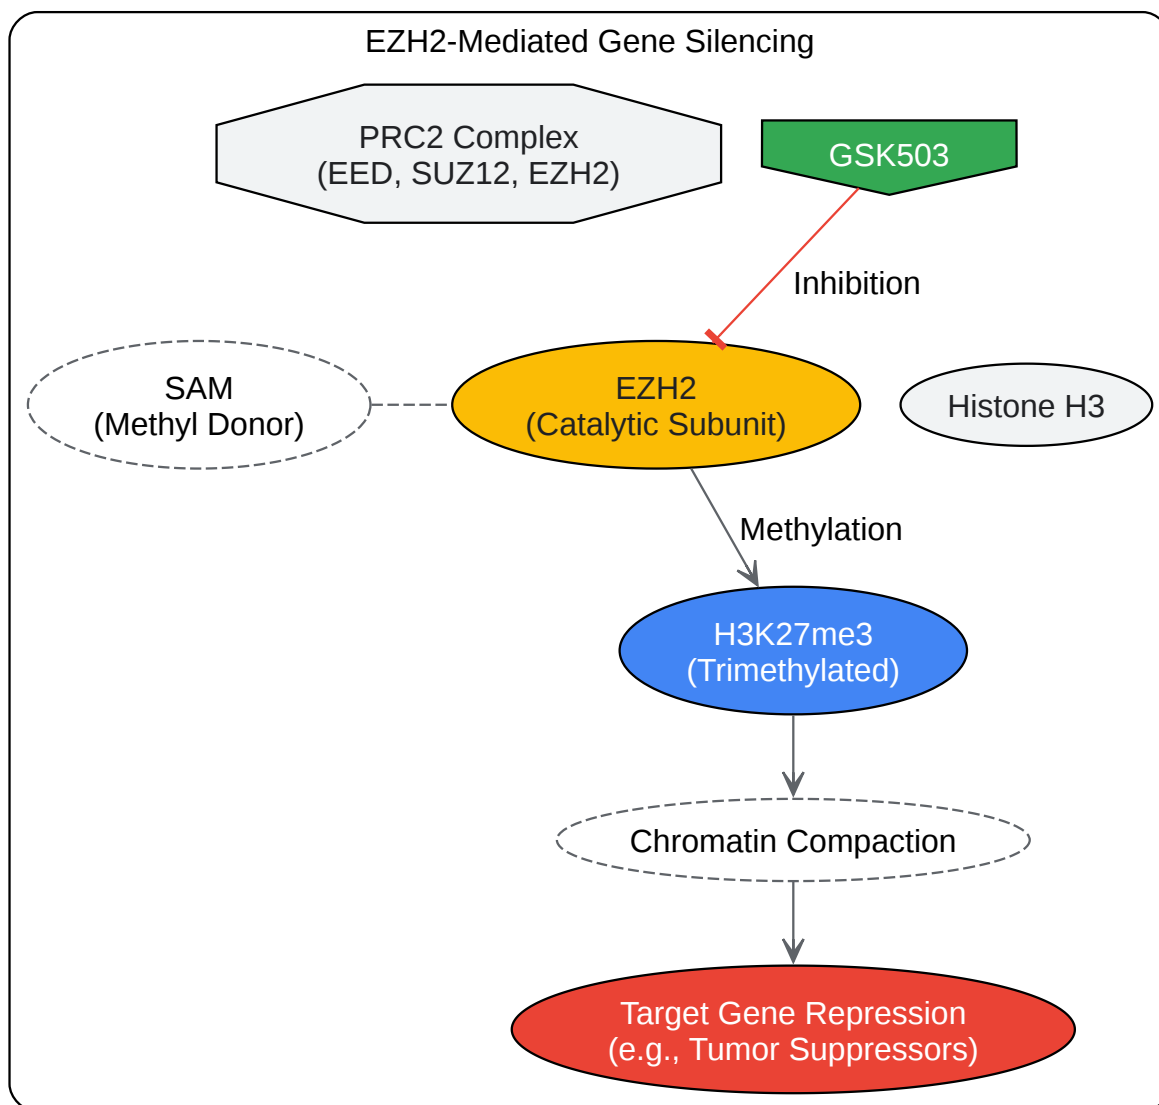 EZH2-Mediated Gene Silencing
PRC2 Complex
(EED, SUZ12, EZH2)
GSK503
Inhibition
SAM
(Methyl Donor)
EZH2
(Catalytic Subunit)
Histone H3
Methylation
H3K27me3
(Trimethylated)
Chromatin Compaction
Target Gene Repression
(e.g., Tumor Suppressors)